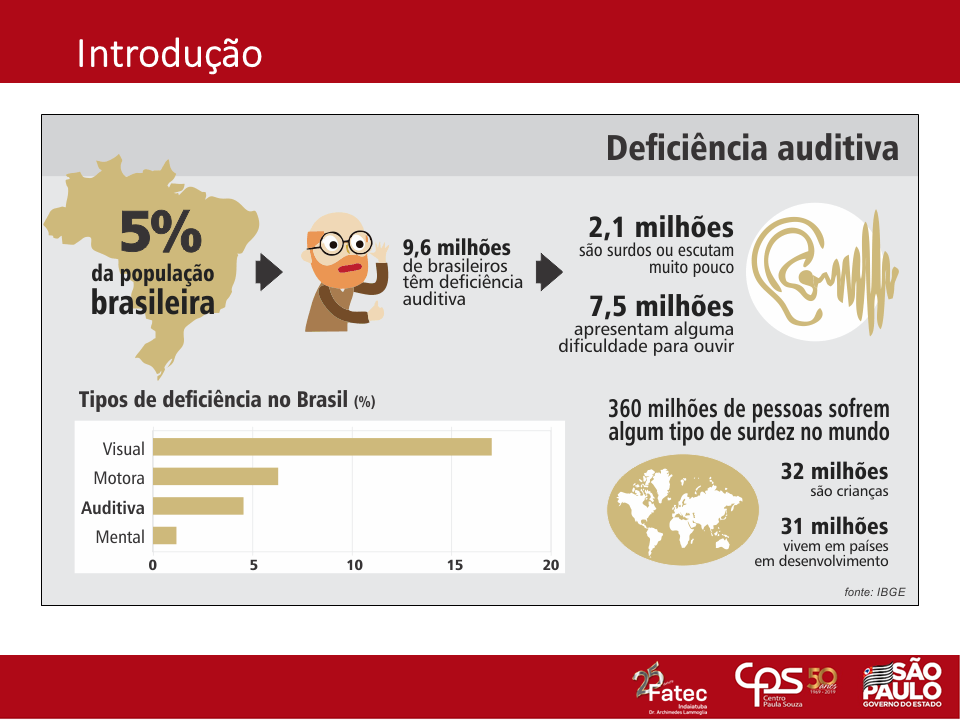 Introdução
Deficiência auditiva
5%
da população
brasileira
9,6 milhões
de brasileiros
têm deficiência
auditiva
2,1 milhões
são surdos ou escutam
muito pouco
7,5 milhões
apresentam alguma
dificuldade para ouvir
Tipos de deficiência no Brasil (%)
Visual
Motora
Auditiva
Mental
0 5 10 15 20
360 milhões de pessoas sofrem
algum tipo de surdez no mundo
32 milhões
são crianças
31 milhões
vivem em países
em desenvolvimento
fonte: IBGE
25
Fatec
Indaiatuba
Dr. Archimedes Lammoglia
CPS
Centro
Paula Souza
50
anos
1969 - 2019
SÃO
PAULO
GOVERNO DO ESTADO